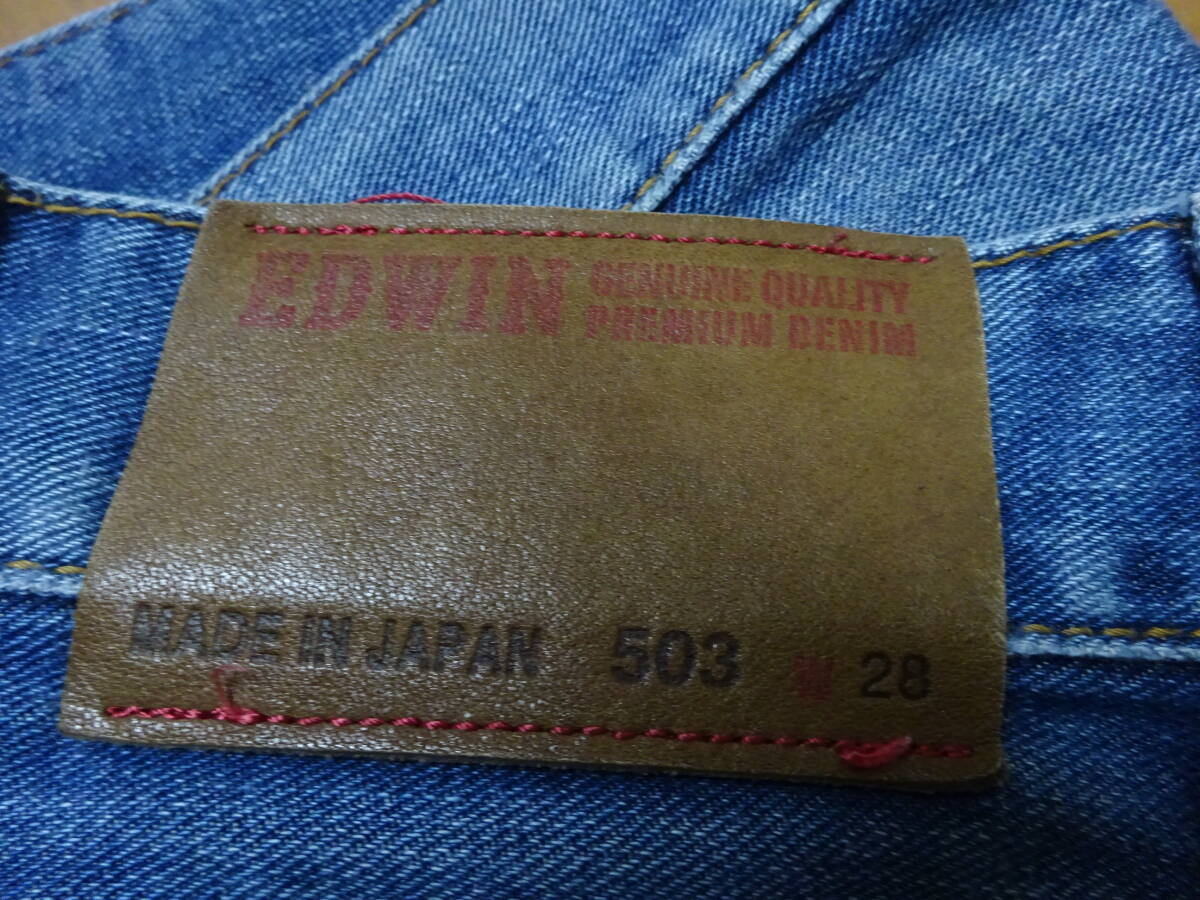 EDWIN GENUINE QUALITY
PREMIUM DENIM
MADE IN JAPAN 503 W 28